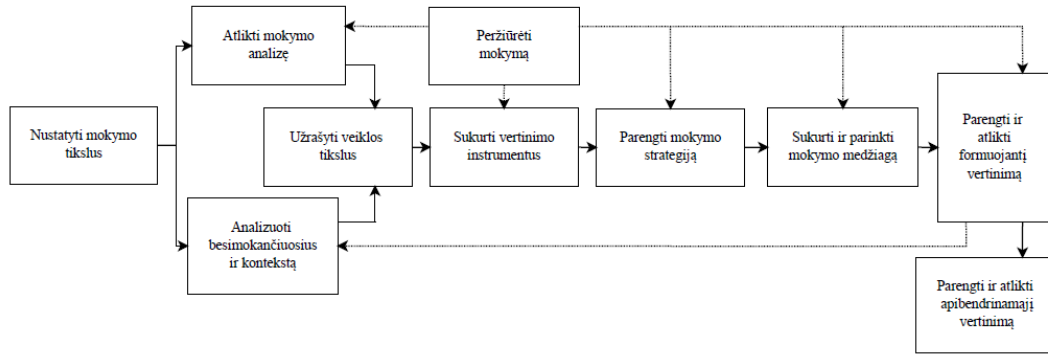 Atlikti mokymo
analizę
Peržiūrėti
mokymą
Nustatyti mokymo
tikslus
Užrašyti veiklos
tikslus
Sukurti vertinimo
instrumentus
Parengti mokymo
strategiją
Sukurti ir parinkti
mokymo medžiagą
Parengti ir
atlikti
formuojantį
vertinimą
Analizuoti
besimokančiuosius
ir kontekstą
Parengti ir atlikti
apibendrinamąjį
vertinimą